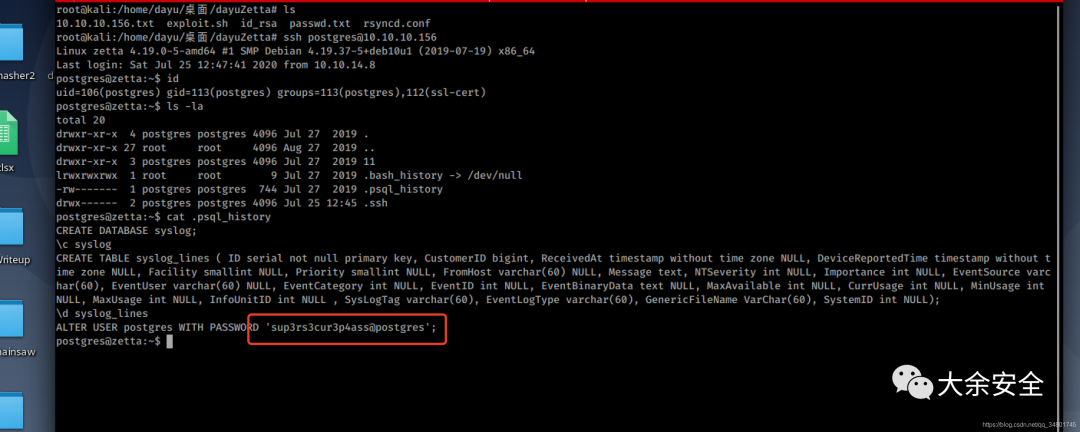 root@kali:/home/dayu/桌面/dayuZetta# ls
10.10.10.156.txt exploit.sh id_rsa passwd.txt rsyncd.conf
root@kali:/home/dayu/桌面/dayuZetta# ssh postgres@10.10.10.156
Linux zetta 4.19.0-5-amd64 #1 SMP Debian 4.19.37-5+deb10u1 (2019-07-19) x86_64
Last login: Sat Jul 25 12:47:41 2020 from 10.10.14.8
postgres@zetta:~$ id
uid=106(postgres) gid=113(postgres) groups=113(postgres),112(ssl-cert)
postgres@zetta:~$ ls -la
total 20
drwxr-xr-x 4 postgres postgres 4096 Jul 27 2019 .
drwxr-xr-x 27 root root 4096 Aug 27 2019 ..
drwxr-xr-x 3 postgres postgres 4096 Jul 27 2019 11
lrwxrwxrwx 1 root root 9 Jul 27 2019 .bash_history -> /dev/null
-rw------- 1 postgres postgres 744 Jul 27 2019 .psql_history
drwx------ 2 postgres postgres 4096 Jul 25 12:45 .ssh
postgres@zetta:~$ cat .psql_history
CREATE DATABASE syslog;
\c syslog
CREATE TABLE syslog_lines ( ID serial not null primary key, CustomerID bigint, ReceivedAt timestamp without time zone NULL, DeviceReportedTime timestamp without t
ime zone NULL, Facility smallint NULL, Priority smallint NULL, FromHost varchar(60) NULL, Message text, NTSeverity int NULL, Importance int NULL, EventSource varc
har(60), EventUser varchar(60) NULL, EventCategory int NULL, EventID int NULL, EventBinaryData text NULL, MaxAvailable int NULL, CurrUsage int NULL, MinUsage int
NULL, MaxUsage int NULL, InfoUnitID int NULL , SysLogTag varchar(60), EventLogType varchar(60), GenericFileName VarChar(60), SystemID int NULL);
\d syslog_lines
ALTER USER postgres WITH PASSWORD 'sup3rs3cur3p4ass@postgres';
postgres@zetta:~$
masher2
d
lsx
Writeup
hainsaw
大余安全
https://blog.csdn.net/qq_34801745